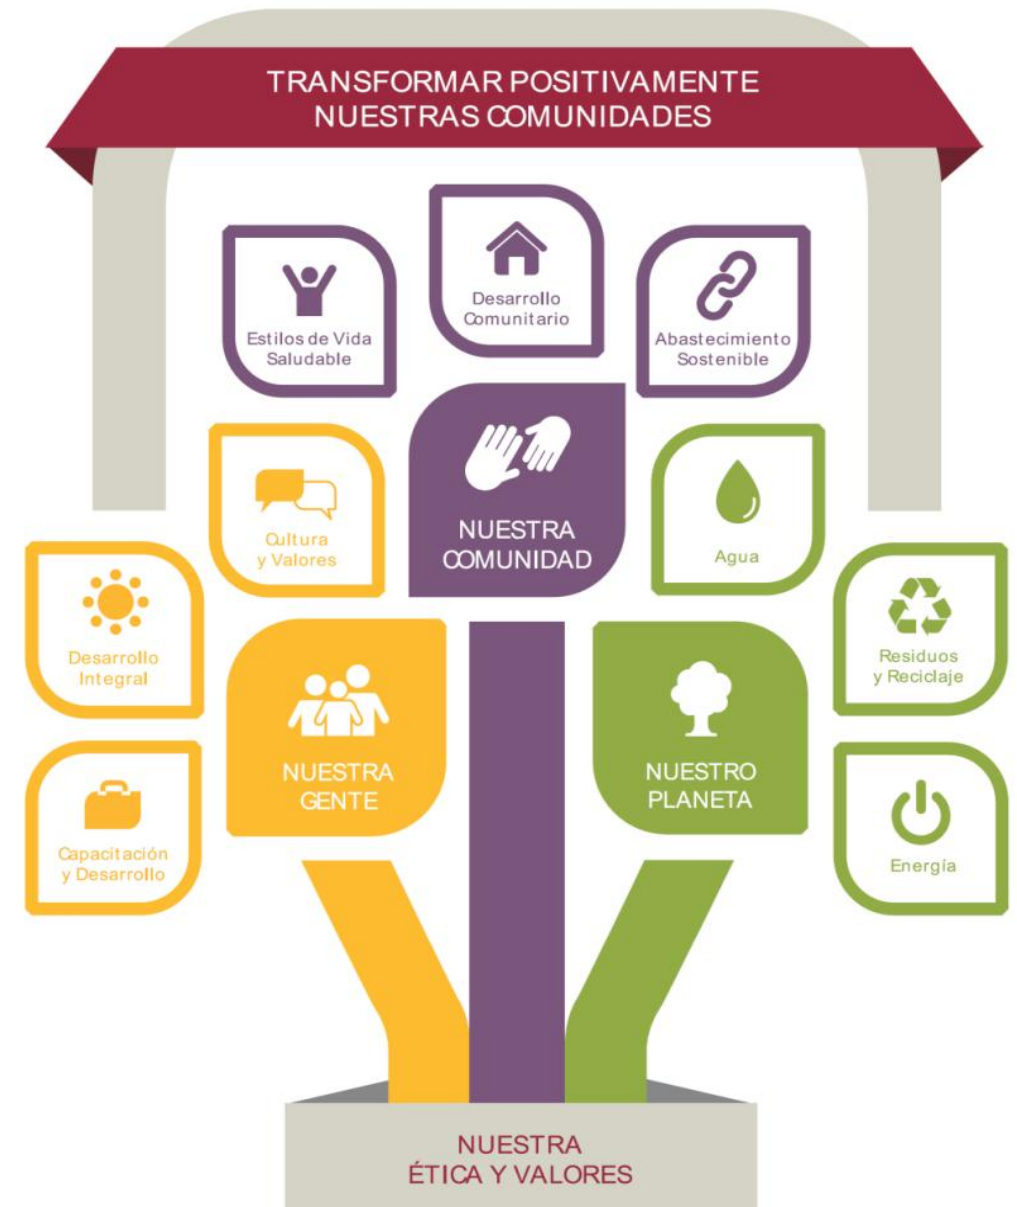 TRANSFORMAR POSITIVAMENTE
NUESTRAS COMUNIDADES
Desarrollo
Comunitario
Estilos de Vida
Saludable
Abastecimiento
Sostenible
NUESTRA
COMUNIDAD
Cultura
y Valores
Agua
Desarrollo
Integral
Residuos
y Reciclaje
NUESTRA
GENTE
NUESTRO
PLANETA
Capacitación
y Desarrollo
Energía
NUESTRA
ÉTICA Y VALORES